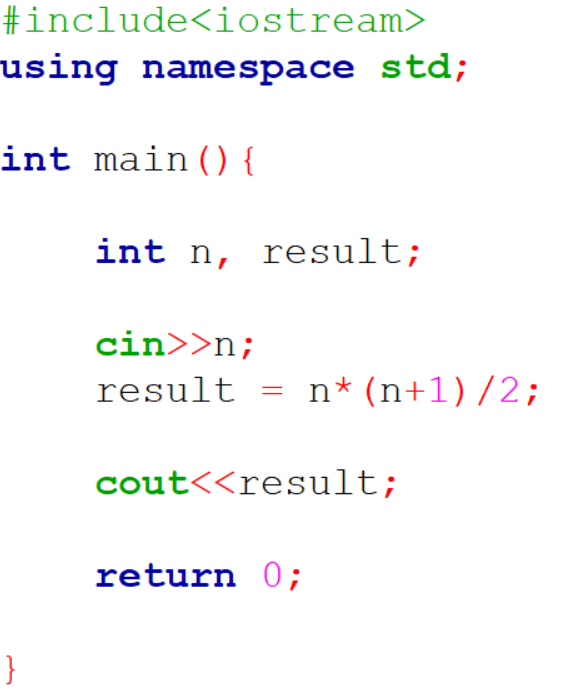 #include<iostream>
using namespace std;
int main(){
int n, result;
cin>>n;
result = n*(n+1)/2;
cout<<result;
return 0;
}